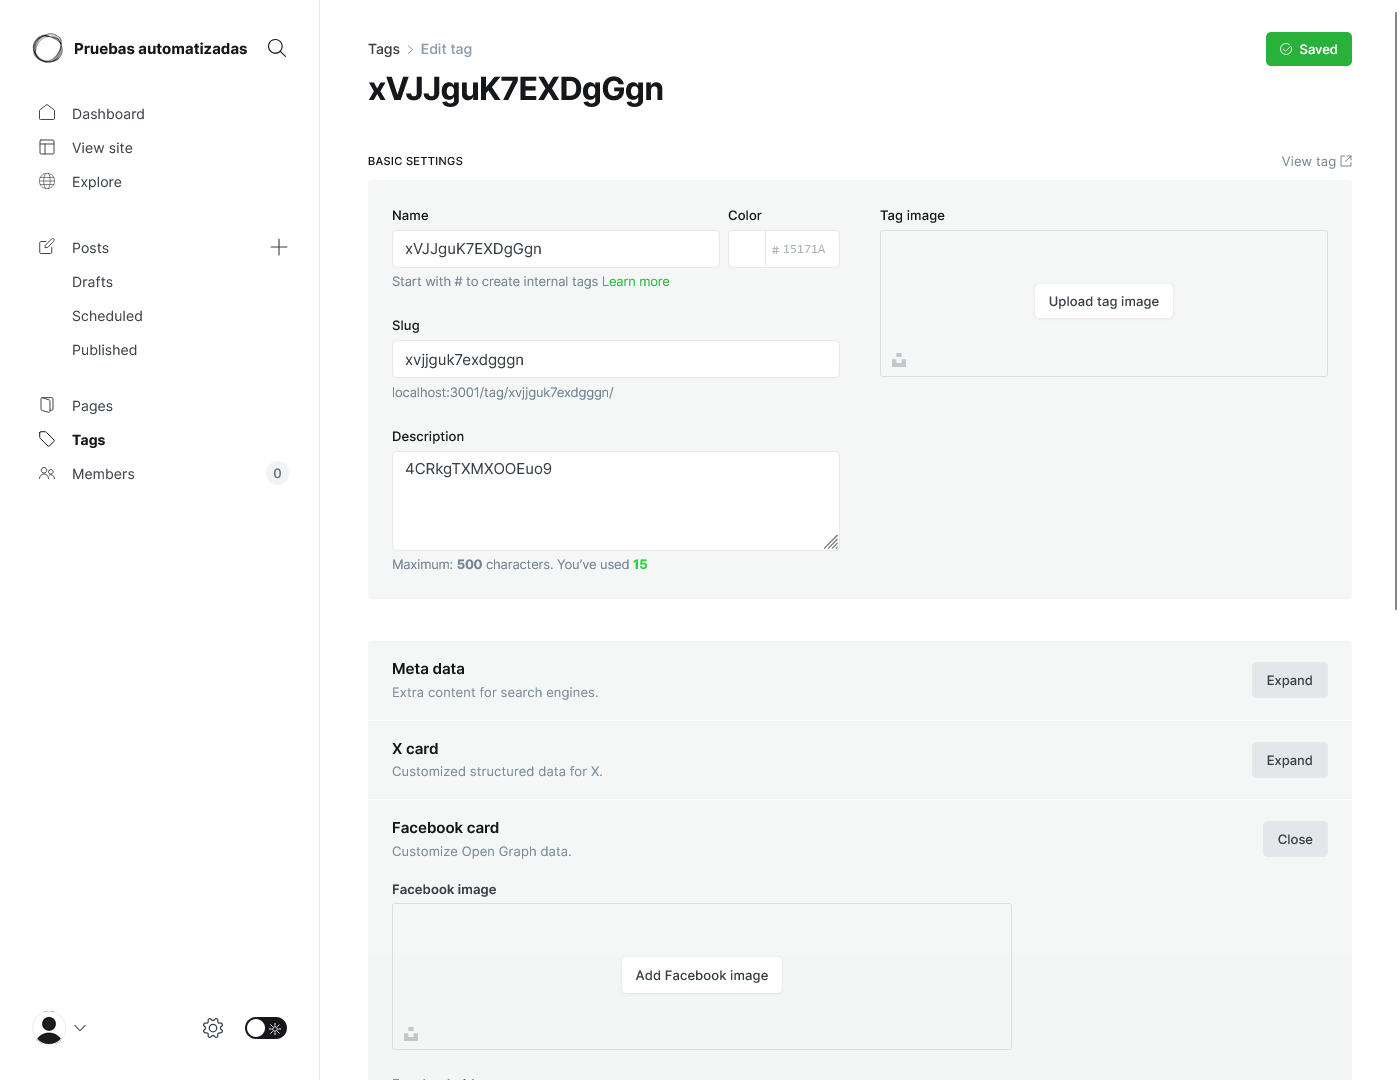 Pruebas automatizadas
Dashboard
View site
Explore
Posts
Drafts
Scheduled
Published
Pages
Tags
Members 0
Tags > Edit tag
Saved
xVJJguK7EXDgGgn
BASIC SETTINGS
View tag
Name
xVJJguK7EXDgGgn
Start with # to create internal tags Learn more
Color
# 15171A
Slug
xvjjguk7exdgggn
localhost:3001/tag/xvjjguk7exdgggn/
Description
4CRkgTXMXOOEuo9
Maximum: 500 characters. You’ve used 15
Tag image
Upload tag image
Meta data
Extra content for search engines.
Expand
X card
Customized structured data for X.
Expand
Facebook card
Customize Open Graph data.
Close
Facebook image
Add Facebook image